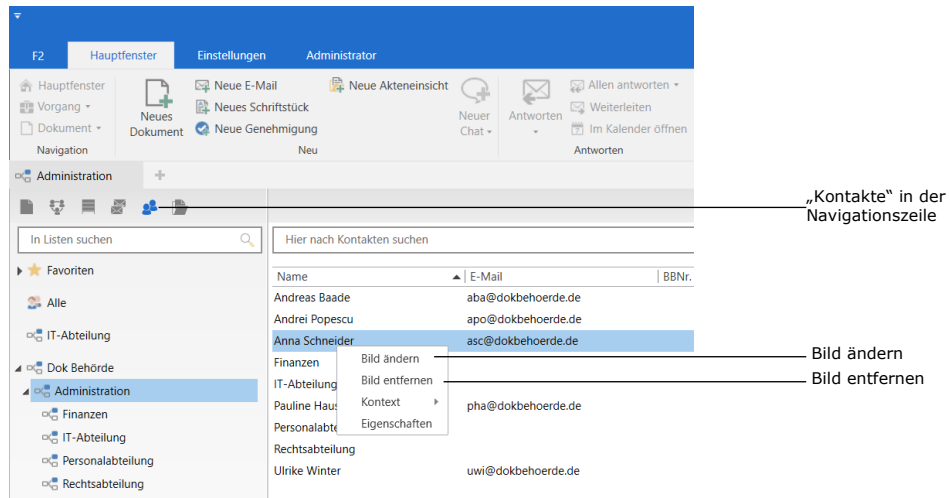 F2 Hauptfenster Einstellungen Administrator
Hauptfenster
Vorgang
Dokument
Navigation
Neues
Dokument
Neue E-Mail
Neues Schriftstück
Neue Genehmigung
Neue Akteneinsicht
Neu
Neuer
Chat
Antworten
Allen antworten
Weiterleiten
Im Kalender öffnen
Antworten
Administration +
„Kontakte“ in der
Navigationszeile
In Listen suchen
Hier nach Kontakten suchen
Favoriten
Alle
IT-Abteilung
Dok Behörde
Administration
Finanzen
IT-Abteilung
Personalabteilung
Rechtsabteilung
Name E-Mail BBNr.
Andreas Baade aba@dokbehoerde.de
Andrei Popescu apo@dokbehoerde.de
Anna Schneider asc@dokbehoerde.de
Finanzen
IT-Abteilung
Pauline Haus pha@dokbehoerde.de
Personalabte
Rechtsabteilung
Ulrike Winter uwi@dokbehoerde.de
Bild ändern
Bild entfernen
Kontext
Eigenschaften
Bild ändern
Bild entfernen